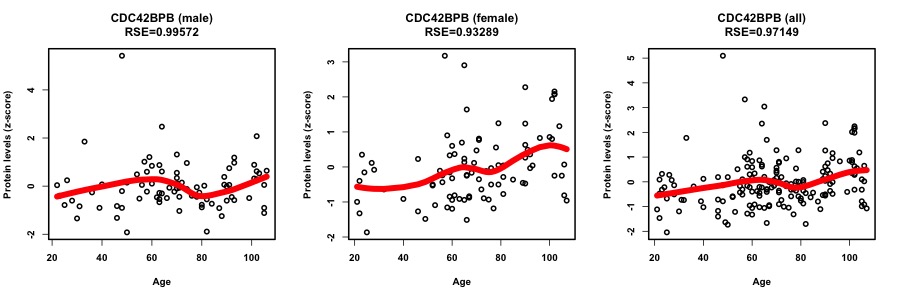 CDC42BPB (male)
RSE=0.99572
Protein levels (z-score)
4
2
0
-2
20 40 60 80 100
Age
CDC42BPB (female)
RSE=0.93289
Protein levels (z-score)
3
2
1
0
-1
-2
20 40 60 80 100
Age
CDC42BPB (all)
RSE=0.97149
Protein levels (z-score)
5
4
3
2
1
0
-1
-2
20 40 60 80 100
Age